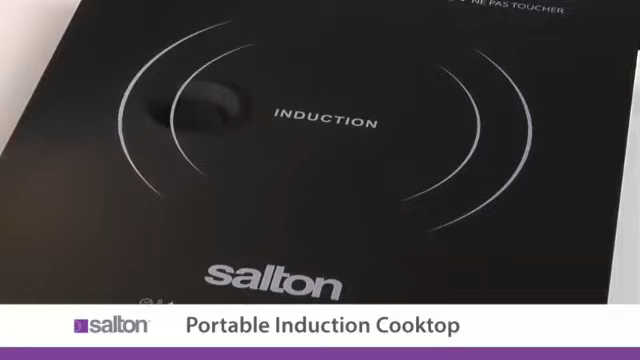 NE PAS TOUCHER
INDUCTION
salton
salton Portable Induction Cooktop